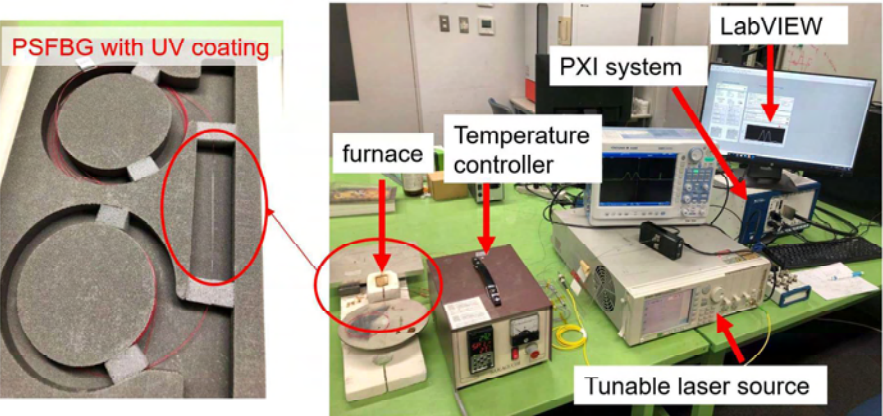 PSFBG with UV coating
LabVIEW
PXI system
furnace
Temperature
controller
Tunable laser source